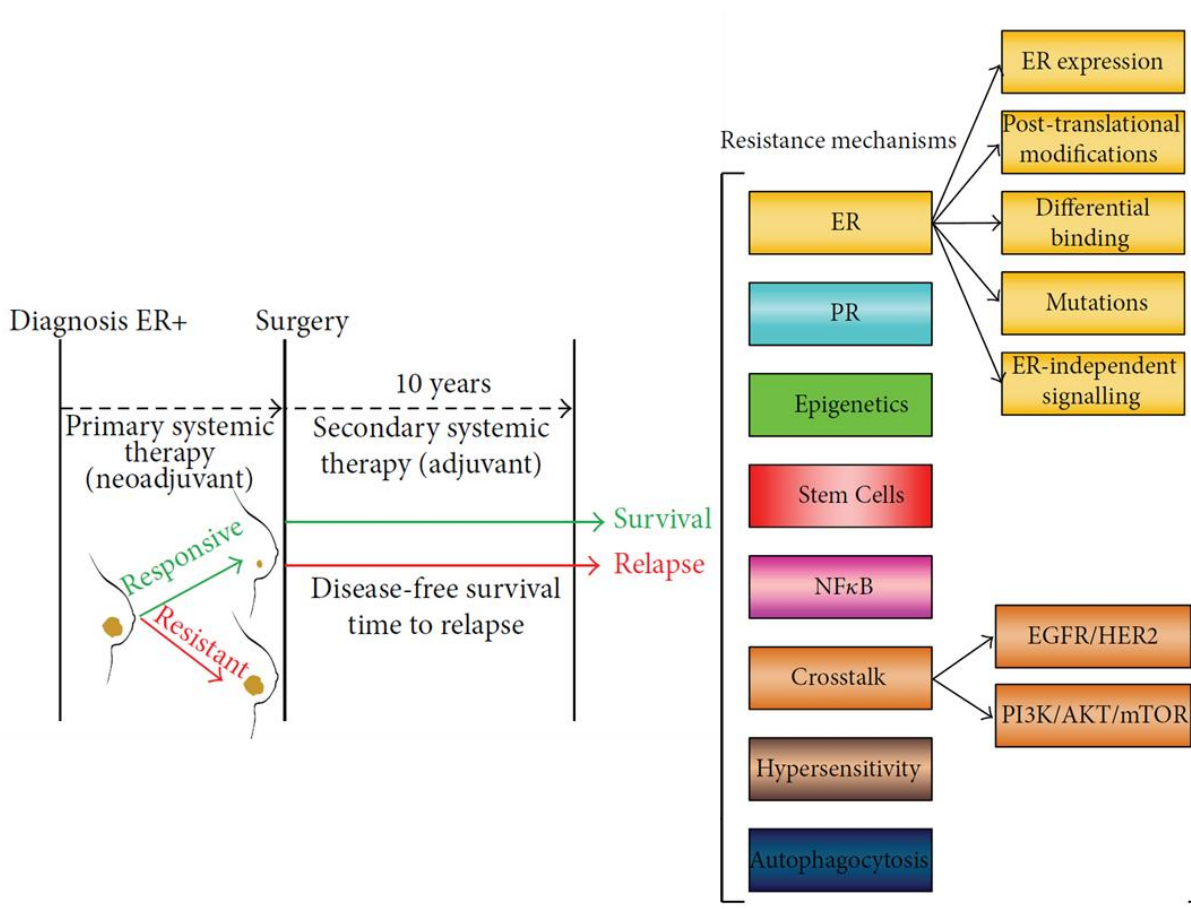 Diagnosis ER+
Surgery
10 years
Primary systemic
therapy
(neoadjuvant)
Secondary systemic
therapy (adjuvant)
Responsive
Resistant
Survival
Relapse
Disease-free survival
time to relapse
Resistance mechanisms
ER
PR
Epigenetics
Stem Cells
NFκB
Crosstalk
Hypersensitivity
Autophagocytosis
ER expression
Post-translational
modifications
Differential
binding
Mutations
ER-independent
signalling
EGFR/HER2
PI3K/AKT/mTOR